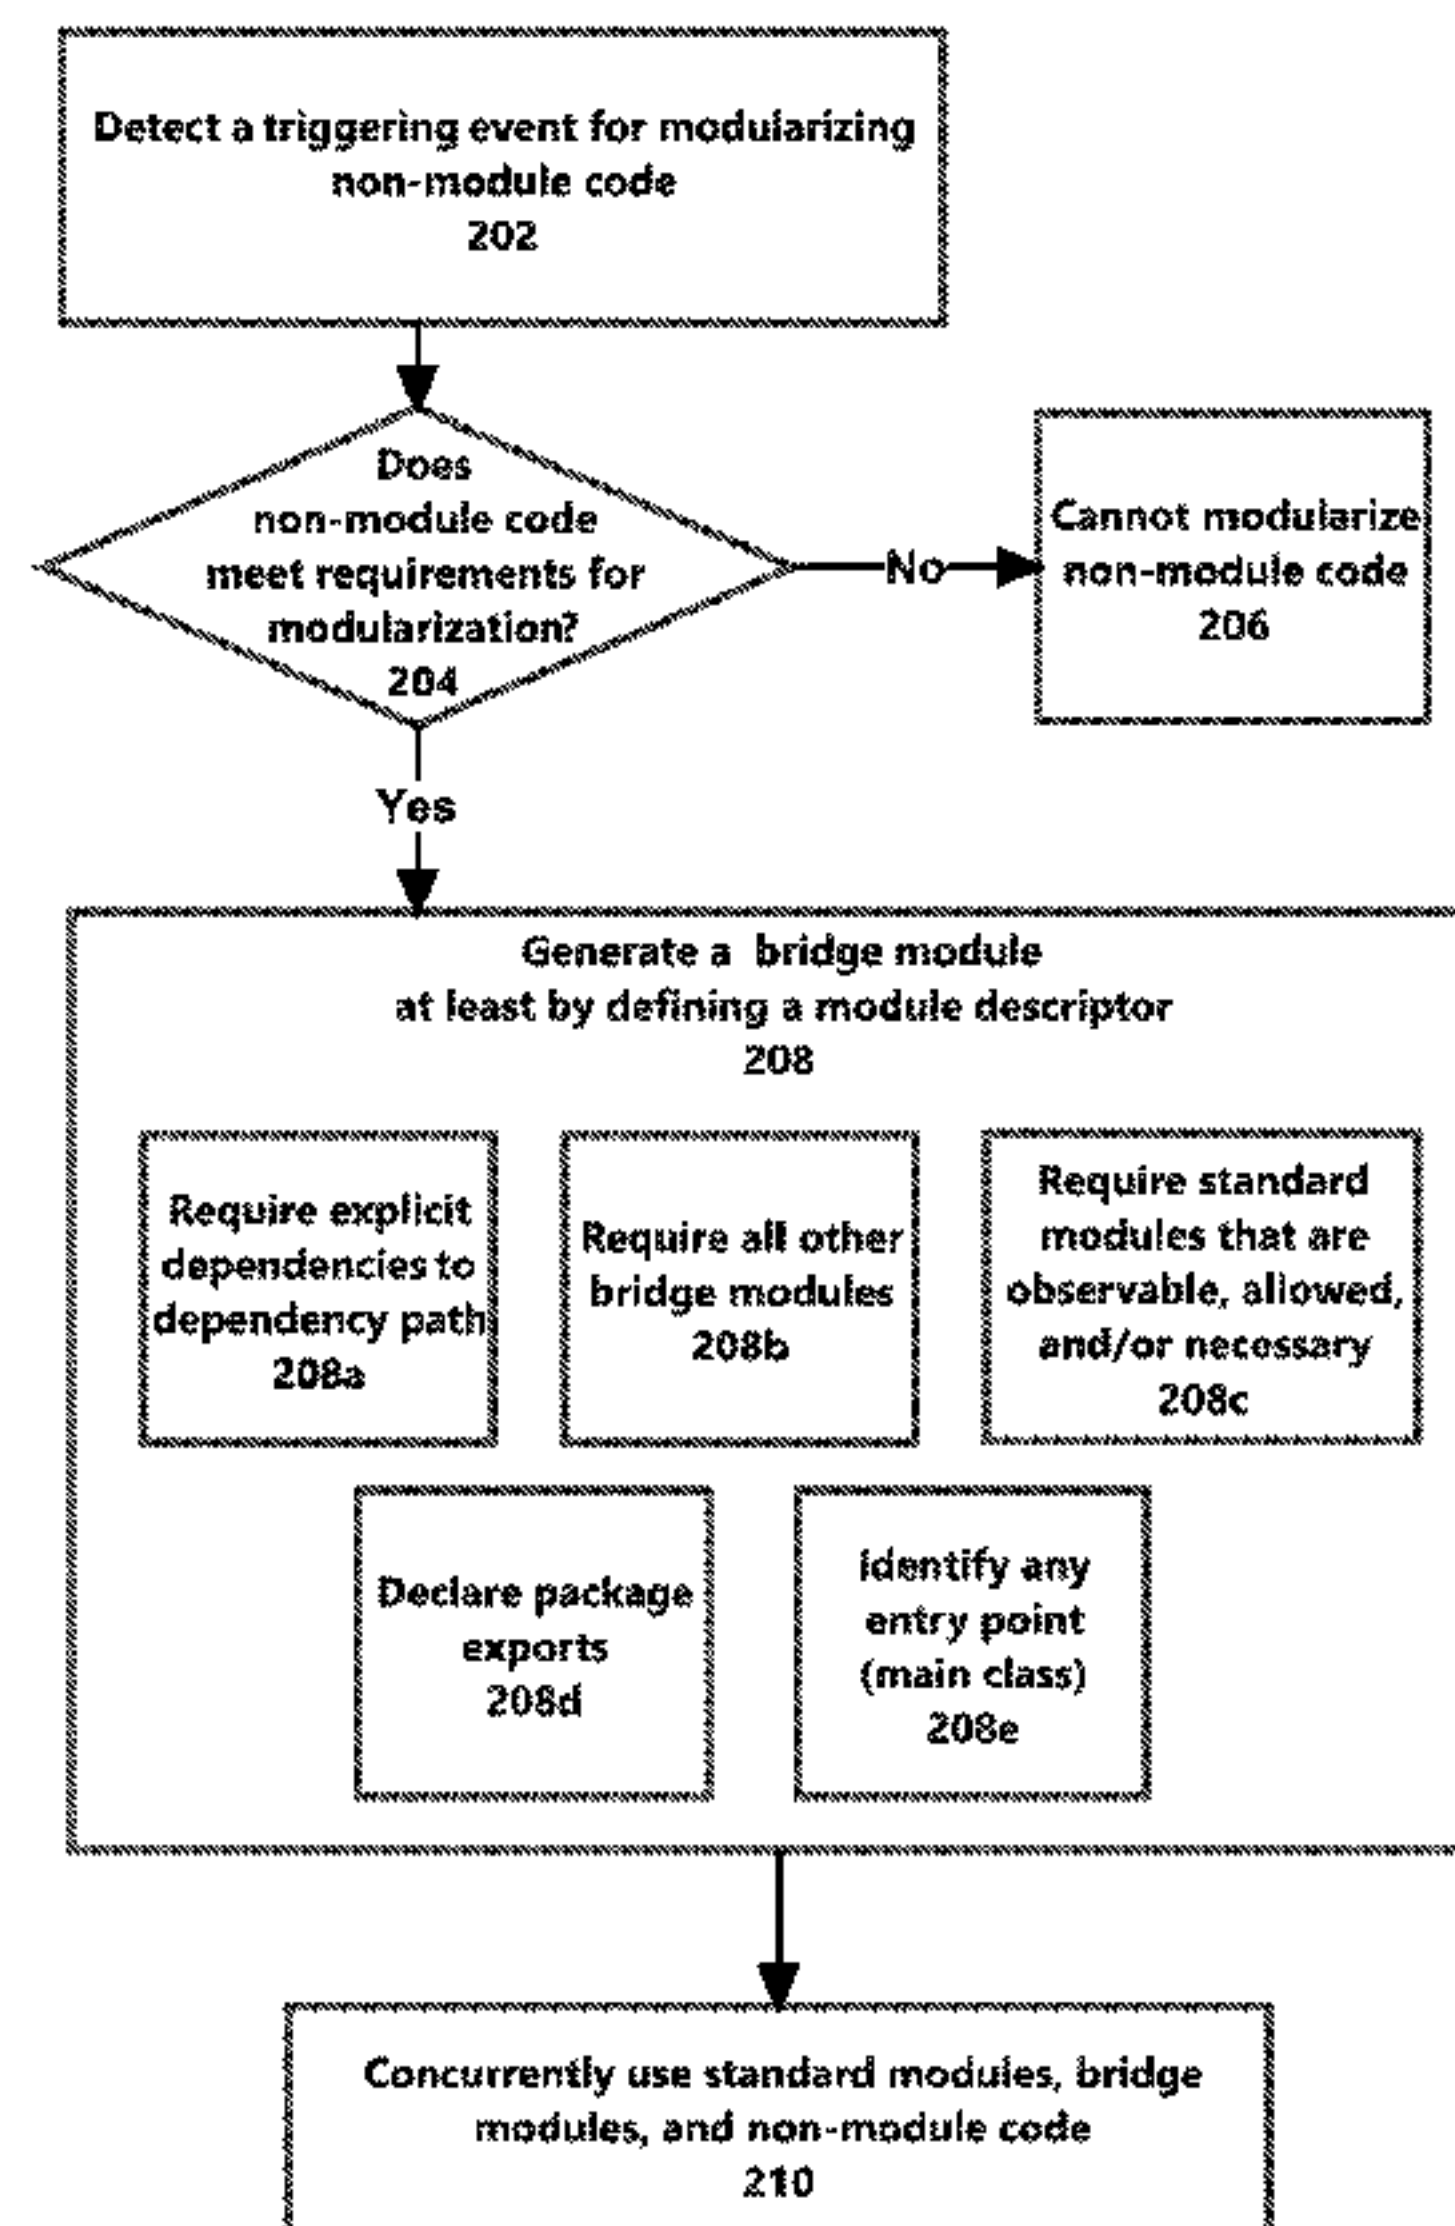 Detect a triggering event for modularizing
non-module code
202
Does
non-module code
meet requirements for
modularization?
204
No
Cannot modularize
non-module code
206
Yes
Generate a bridge module
at least by defining a module descriptor
208
Require explicit
dependencies to
dependency path
208a
Require all other
bridge modules
208b
Require standard
modules that are
observable, allowed,
and/or necessary
208c
Declare package
exports
208d
identify any
entry point
(main class)
208e
Concurrently use standard modules, bridge
modules, and non-module code
210